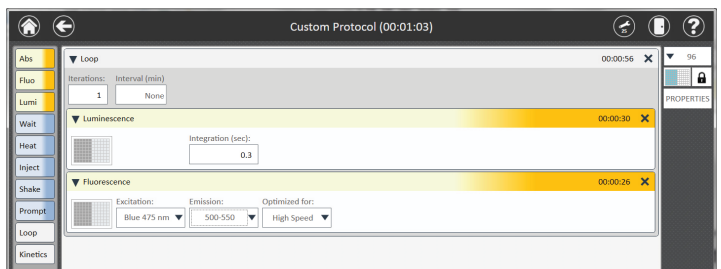 Custom Protocol (00:01:03)
25
?
Abs
Fluo
Lumi
Wait
Heat
Inject
Shake
Prompt
Loop
Kinetics
Loop 00:00:56 X
Iterations: Interval (min)
1 None
Luminescence 00:00:30 X
Integration (sec):
0.3
Fluorescence 00:00:26 X
Excitation: Emission: Optimized for:
Blue 475 nm 500-550 High Speed
96
PROPERTIES